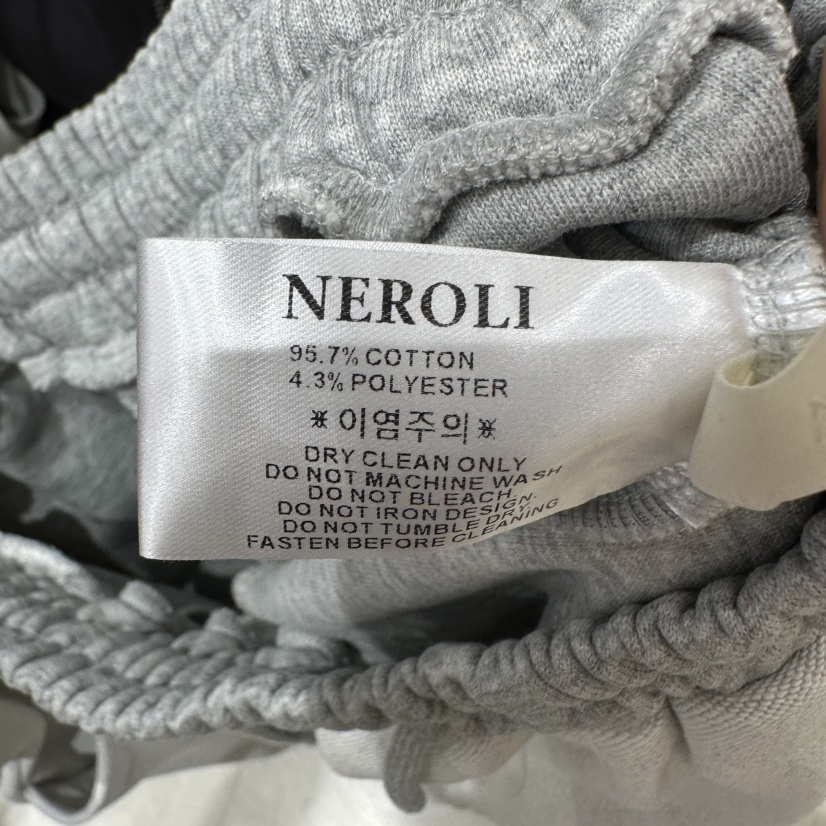 NEROLI
95.7% COTTON
4.3% POLYESTER
※이염주의※
DRY CLEAN ONLY
DO NOT MACHINE WASH
DO NOT BLEACH.
DO NOT IRON DESIGN.
DO NOT TUMBLE DRY.
FASTEN BEFORE CLEANING